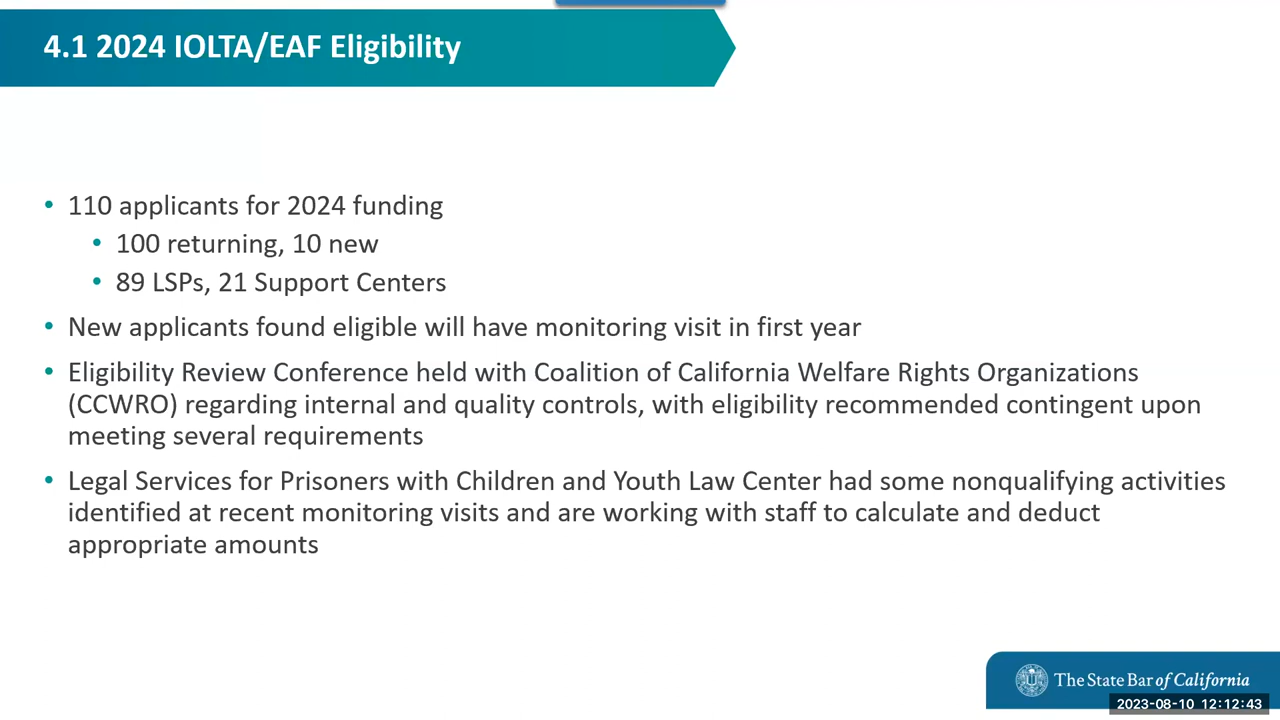 4.1 2024 IOLTA/EAF Eligibility
• 110 applicants for 2024 funding
• 100 returning, 10 new
• 89 LSPs, 21 Support Centers
• New applicants found eligible will have monitoring visit in first year
• Eligibility Review Conference held with Coalition of California Welfare Rights Organizations
(CCWRO) regarding internal and quality controls, with eligibility recommended contingent upon
meeting several requirements
• Legal Services for Prisoners with Children and Youth Law Center had some nonqualifying activities
identified at recent monitoring visits and are working with staff to calculate and deduct
appropriate amounts
The State Bar of California
2023-08-10 12:12:43